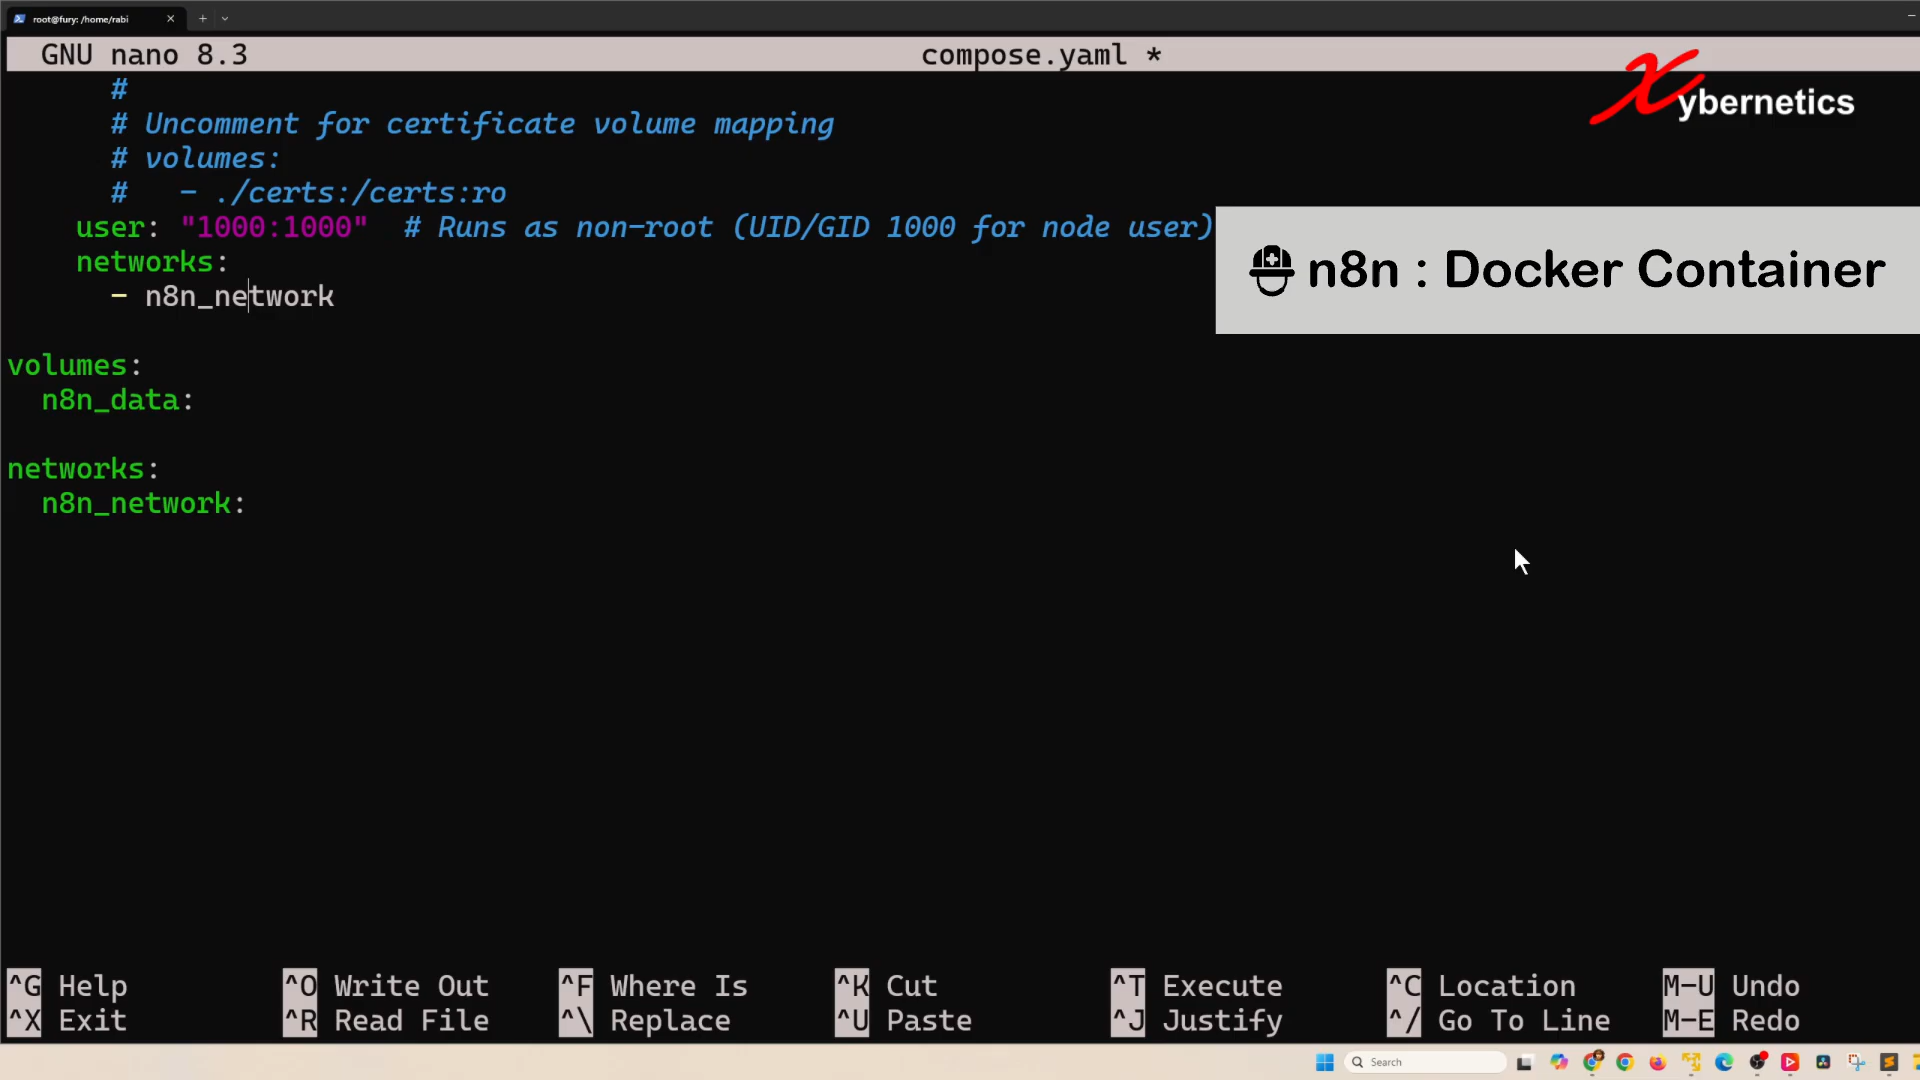 root@fury: /home/rabi
GNU nano 8.3 compose.yaml *
Xybernetics
#
# Uncomment for certificate volume mapping
# volumes:
#   - ./certs:/certs:ro
user: "1000:1000"  # Runs as non-root (UID/GID 1000 for node user)
n8n : Docker Container
networks:
  - n8n_network
volumes:
  n8n_data:
networks:
  n8n_network:
^G Help ^O Write Out ^F Where Is ^K Cut ^T Execute ^C Location M-U Undo
^X Exit ^R Read File ^\ Replace ^U Paste ^J Justify ^/ Go To Line M-E Redo
Search